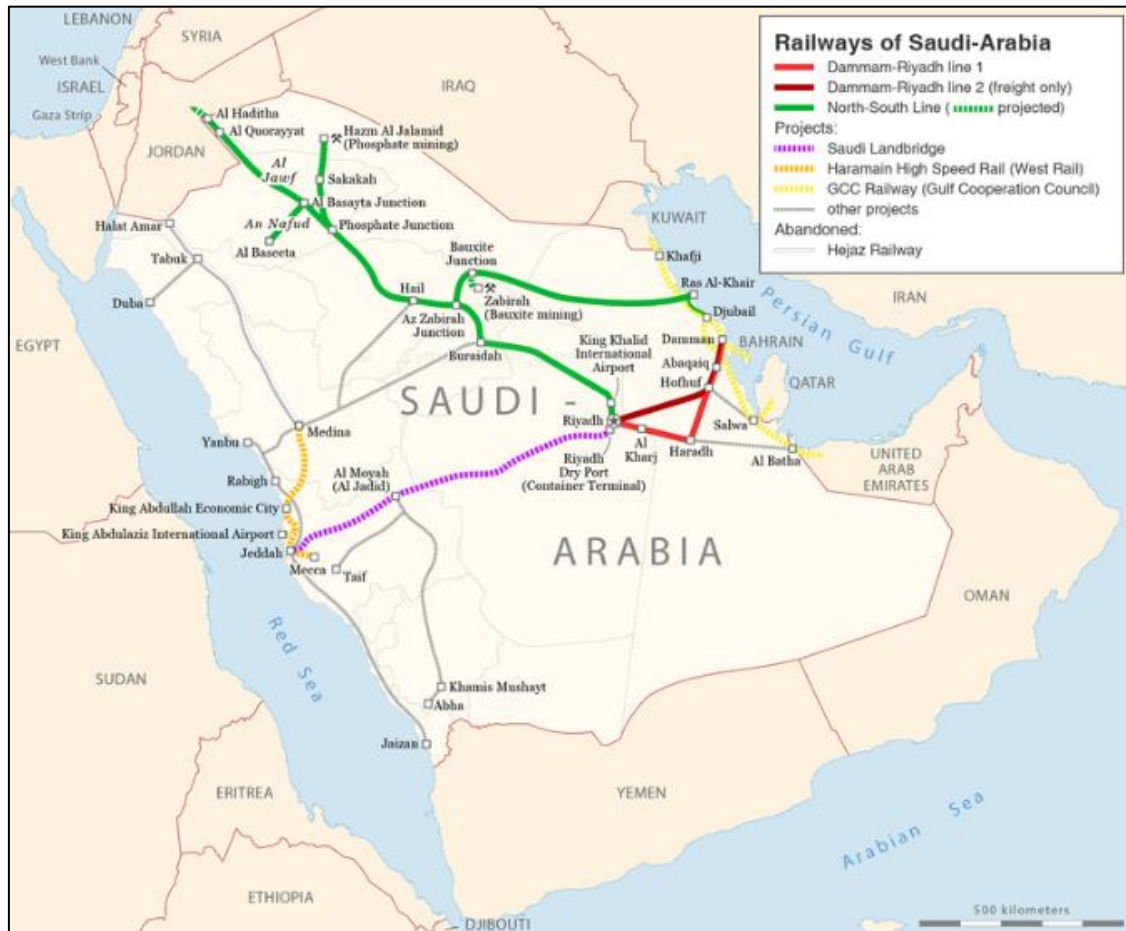 LEBANON
SYRIA
West Bank
ISRAEL
Gaza Strip
IRAQ
JORDAN
Railways of Saudi-Arabia
Dammam-Riyadh line 1
Dammam-Riyadh line 2 (freight only)
North-South Line ( projected)
Projects:
Saudi Landbridge
Haramain High Speed Rail (West Rail)
GCC Railway (Gulf Cooperation Council)
other projects
Abandoned:
Hejaz Railway
Al Haditha
Al Quorayyat
Hazm Al Jalamid
(Phosphate mining)
Al
Jawf
Sakakah
Al Basayta Junction
An Nafud
Phosphate Junction
Al Baseeta
Halat Amar
Tabuk
Duba
KUWAIT
Khafji
Bauxite
Junction
Zabirah
(Bauxite mining)
Ras Al-Khair
Persian Gulf
IRAN
Hail
Az Zabirah
Junction
Buraidah
Djubail
King Khalid
International
Airport
Damman
BAHRAIN
Abaqaiq
Hofhuf
QATAR
EGYPT
SAUDI -
ARABIA
Riyadh
Al
Kharj
Haradh
Salwa
Al Batha
Riyadh
Dry Port
(Container Terminal)
UNITED
ARAB
EMIRATES
Medina
Yanbu
Rabigh
Al Moyah
(Al Jadid)
King Abdullah Economic City
King Abdulaziz International Airport
Jeddah
Mecca
Taif
OMAN
Red Sea
SUDAN
Khamis Mushayt
Abha
Jaizan
ERITREA
YEMEN
Arabian Sea
ETHIOPIA
DJIBOUTI
500 kilometers